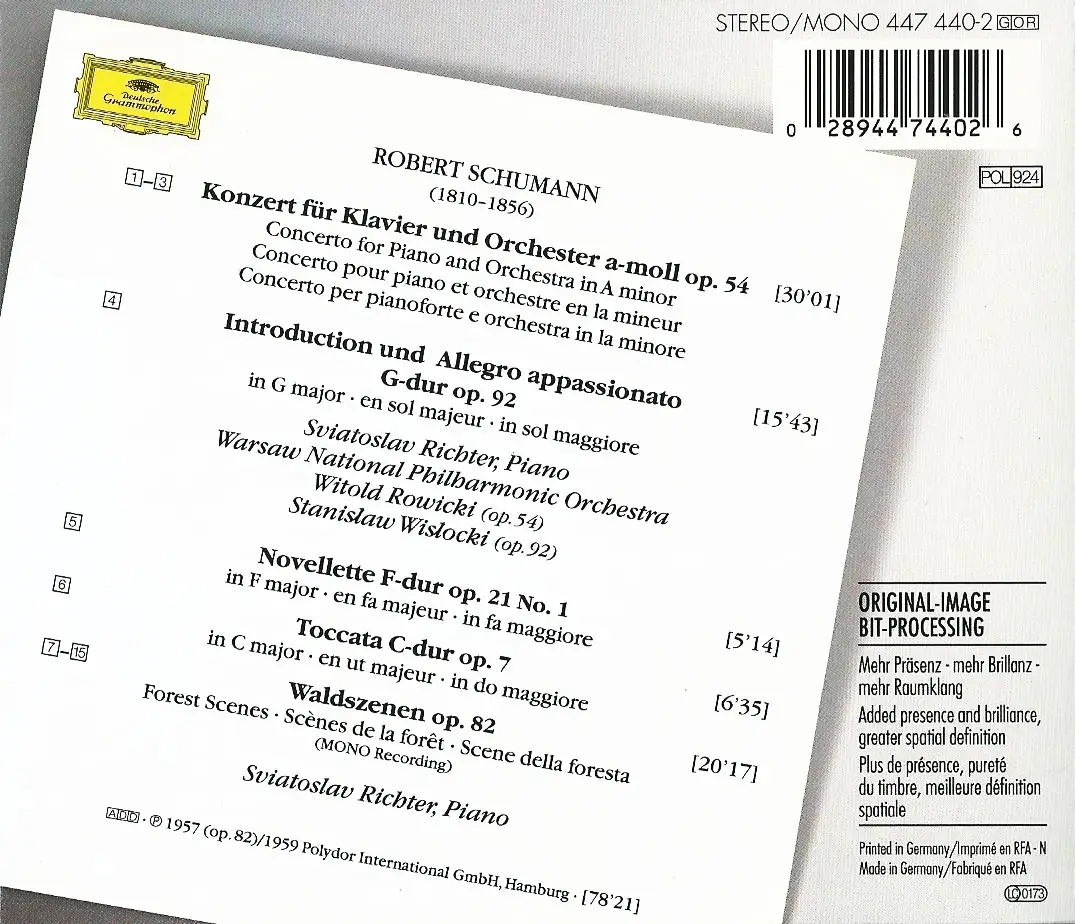 STEREO/MONO 447 440-2 GOR
0 28944 74402 6
POL 924
Deutsche
Grammophon
ROBERT SCHUMANN
(1810–1856)
1–3 Konzert für Klavier und Orchester a-moll op. 54 [30'01]
Concerto for Piano and Orchestra in A minor
Concerto pour piano et orchestre en la mineur
Concerto per pianoforte e orchestra in la minore
4 Introduction und Allegro appassionato
G-dur op. 92 [15'43]
in G major · en sol majeur · in sol maggiore
Sviatoslav Richter, Piano
Warsaw National Philharmonic Orchestra
Witold Rowicki (op. 54)
Stanislaw Wisłocki (op. 92)
5 Novellette F-dur op. 21 No. 1 [5'14]
in F major · en fa majeur · in fa maggiore
6 Toccata C-dur op. 7 [6'35]
in C major · en ut majeur · in do maggiore
7–15 Waldszenen op. 82 [20'17]
Forest Scenes · Scènes de la forêt · Scene della foresta
(MONO Recording)
Sviatoslav Richter, Piano
ADD · ℗ 1957 (op. 82)/1959 Polydor International GmbH, Hamburg · [78'21]
ORIGINAL-IMAGE
BIT-PROCESSING
Mehr Präsenz - mehr Brillanz -
mehr Raumklang
Added presence and brilliance,
greater spatial definition
Plus de présence, pureté
du timbre, meilleure définition
spatiale
Printed in Germany/Imprimé en RFA - N
Made in Germany/Fabriqué en RFA
LC 0173